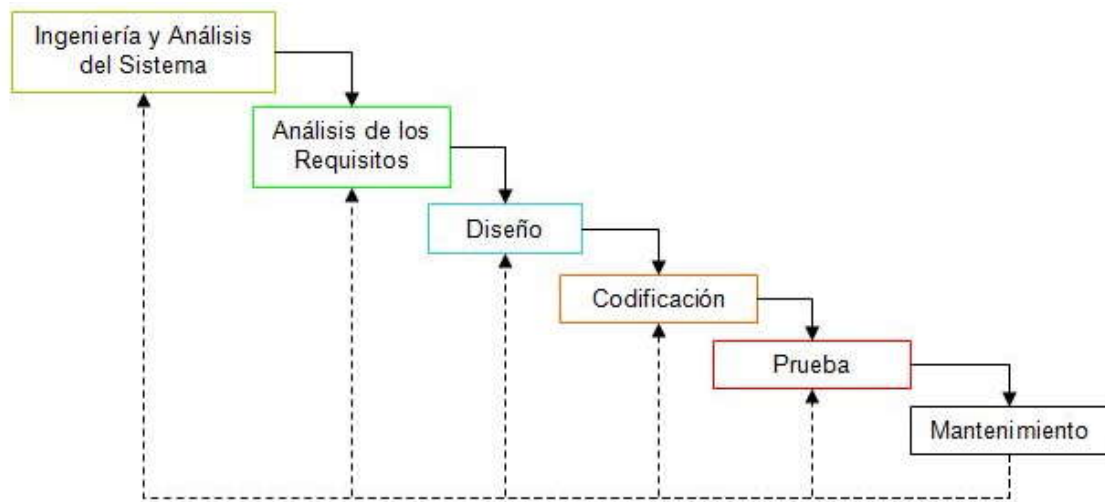 Ingeniería y Análisis
del Sistema
Análisis de los
Requisitos
Diseño
Codificación
Prueba
Mantenimiento